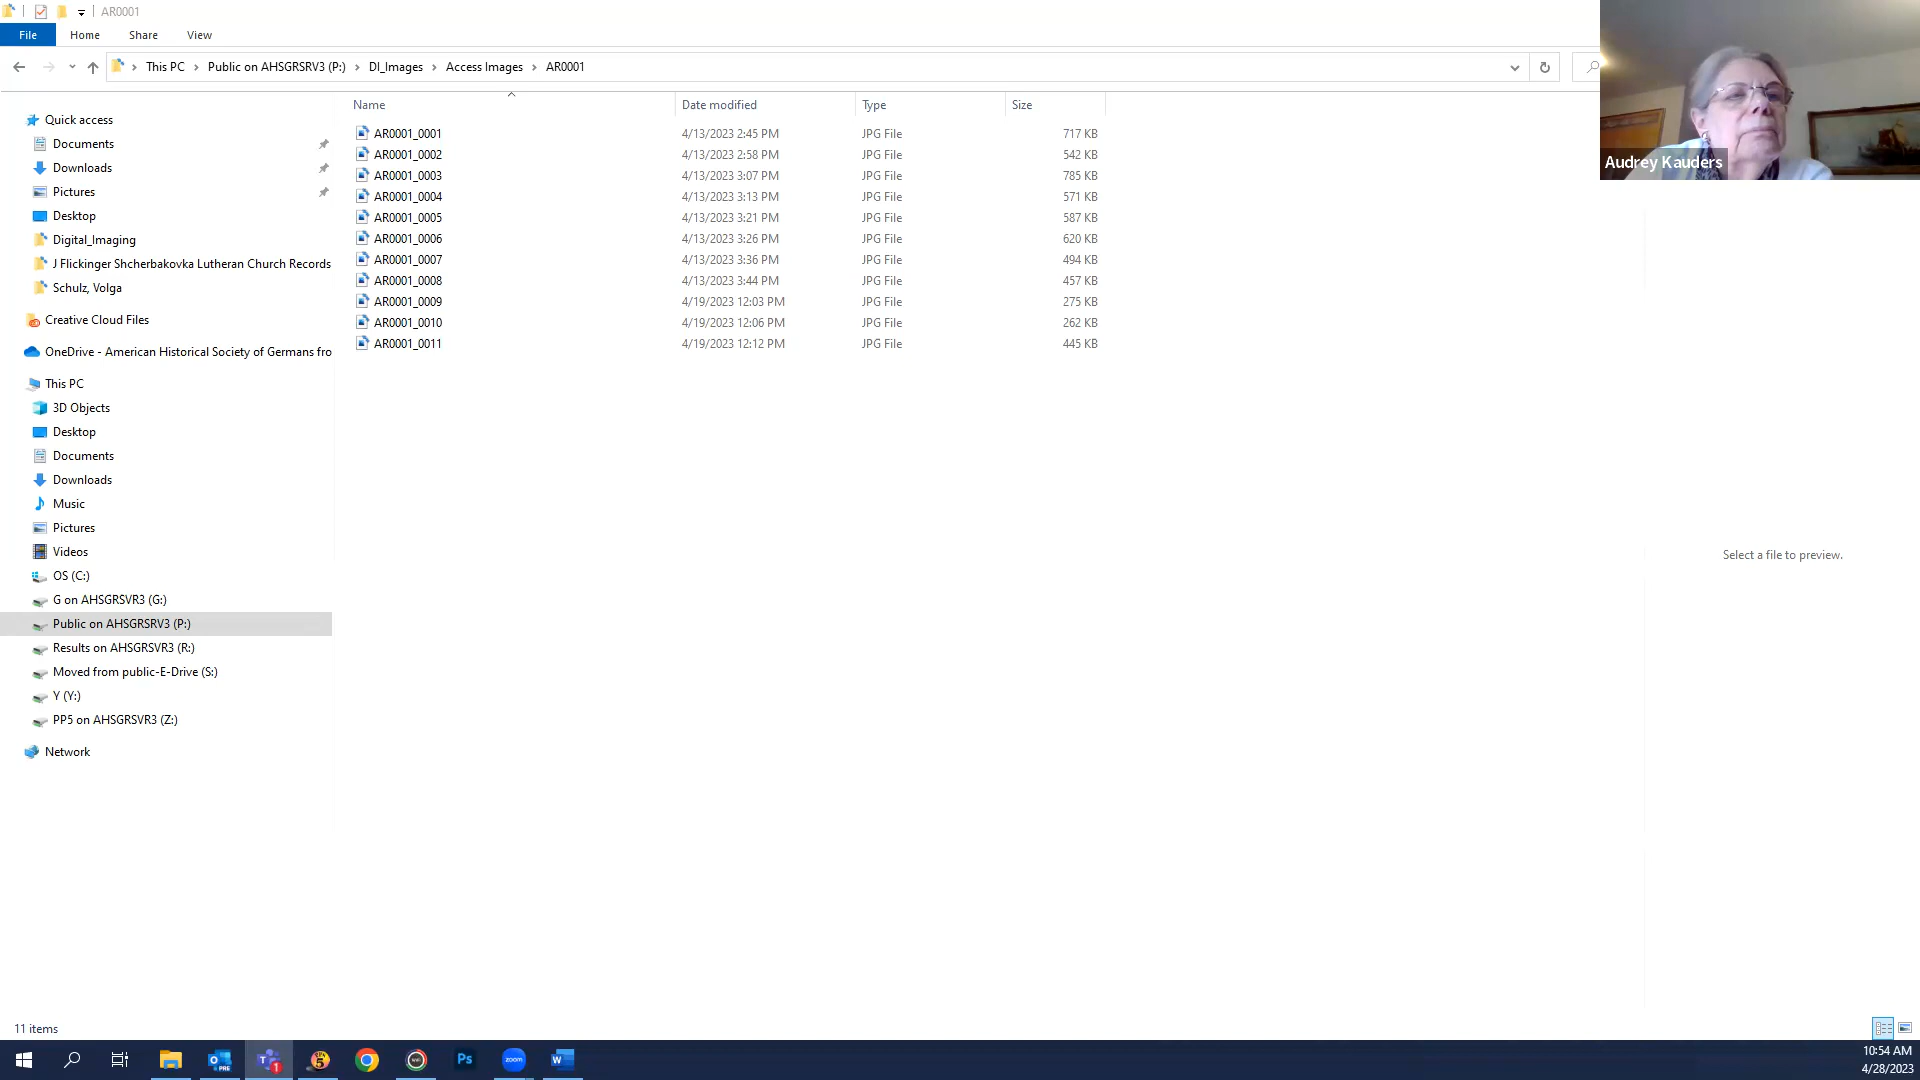 AR0001
File Home Share View
This PC Public on AHSGRSRV3 (P:) DI_Images Access Images AR0001
Name Date modified Type Size
Quick access
Documents
Downloads
Pictures
Desktop
Digital_Imaging
J Flickinger Shcherbakovka Lutheran Church Records
Schulz, Volga
Creative Cloud Files
OneDrive - American Historical Society of Germans fro
This PC
3D Objects
Desktop
Documents
Downloads
Music
Pictures
Videos
OS (C:)
G on AHSGRSVR3 (G:)
Public on AHSGRSRV3 (P:)
Results on AHSGRSVR3 (R:)
Moved from public-E-Drive (S:)
Y (Y:)
PP5 on AHSGRSVR3 (Z:)
Network
AR0001_0001 4/13/2023 2:45 PM JPG File 717 KB
AR0001_0002 4/13/2023 2:58 PM JPG File 542 KB
AR0001_0003 4/13/2023 3:07 PM JPG File 785 KB
AR0001_0004 4/13/2023 3:13 PM JPG File 571 KB
AR0001_0005 4/13/2023 3:21 PM JPG File 587 KB
AR0001_0006 4/13/2023 3:26 PM JPG File 620 KB
AR0001_0007 4/13/2023 3:36 PM JPG File 494 KB
AR0001_0008 4/13/2023 3:44 PM JPG File 457 KB
AR0001_0009 4/19/2023 12:03 PM JPG File 275 KB
AR0001_0010 4/19/2023 12:06 PM JPG File 262 KB
AR0001_0011 4/19/2023 12:12 PM JPG File 445 KB
Audrey Kauders
Select a file to preview.
11 items
PRE
1
5
Ps
zoom
W
10:54 AM
4/28/2023